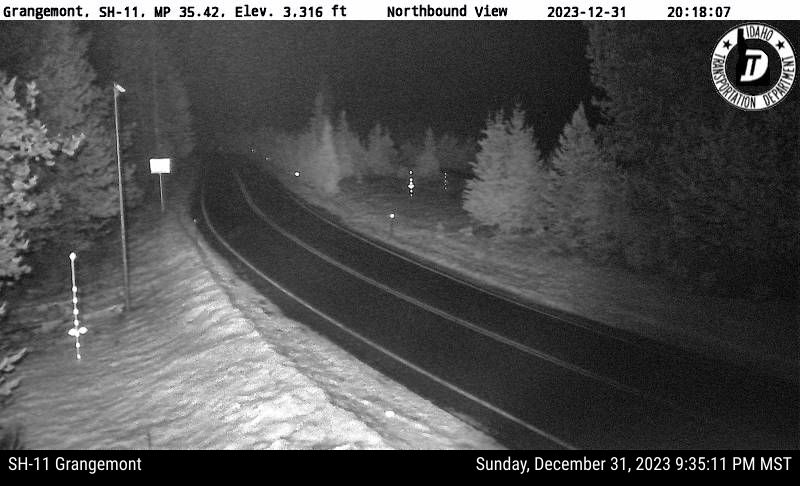 Grangemont, SH-11, MP 35.42, Elev. 3,316 ft Northbound View 2023-12-31 20:18:07
IDAHO
TRANSPORTATION DEPARTMENT
SH-11 Grangemont Sunday, December 31, 2023 9:35:11 PM MST